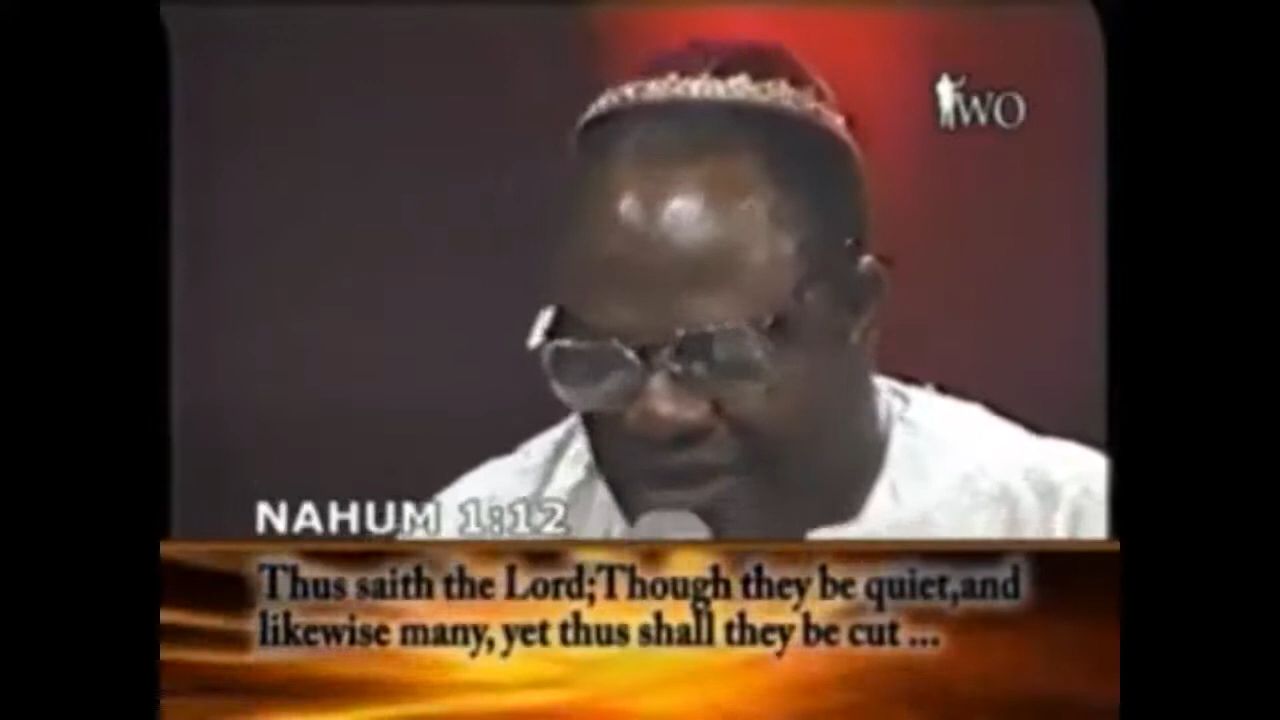 TWO
NAHUM 1:12
Thus saith the Lord;Though they be quiet,and
likewise many, yet thus shall they be cut ...